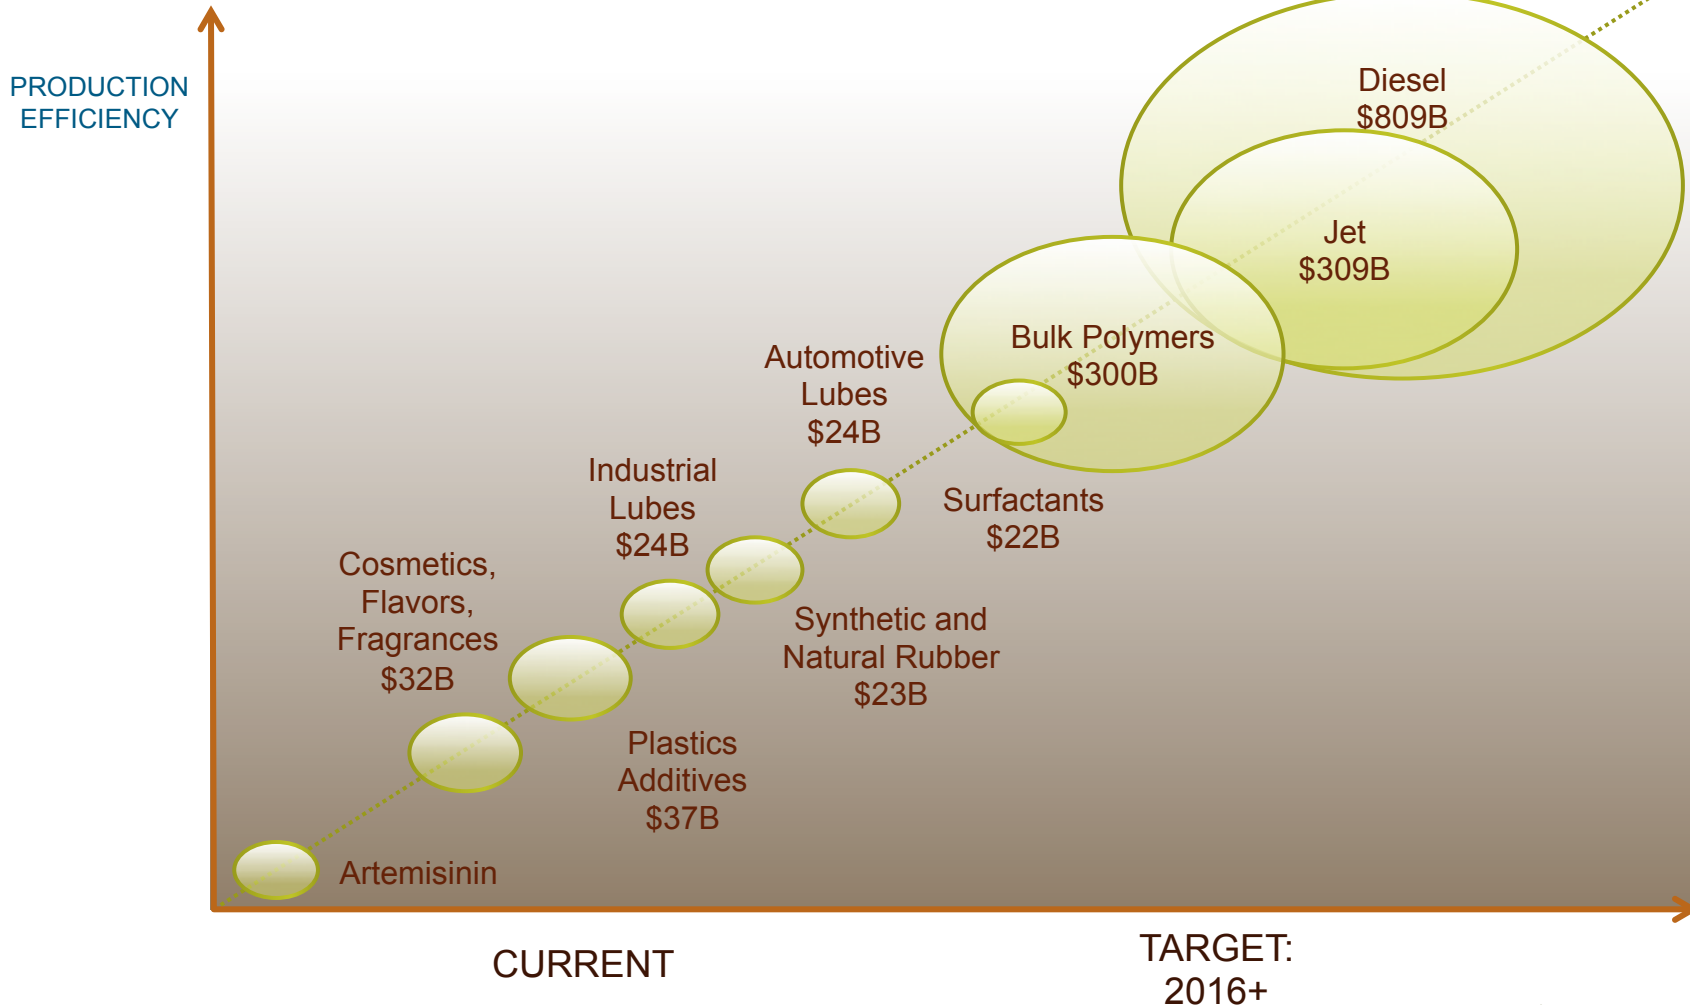 PRODUCTION
EFFICIENCY
Diesel
$809B
Jet
$309B
Bulk Polymers
$300B
Automotive
Lubes
$24B
Surfactants
$22B
Industrial
Lubes
$24B
Synthetic and
Natural Rubber
$23B
Cosmetics,
Flavors,
Fragrances
$32B
Plastics
Additives
$37B
Artemisinin
CURRENT
TARGET:
2016+